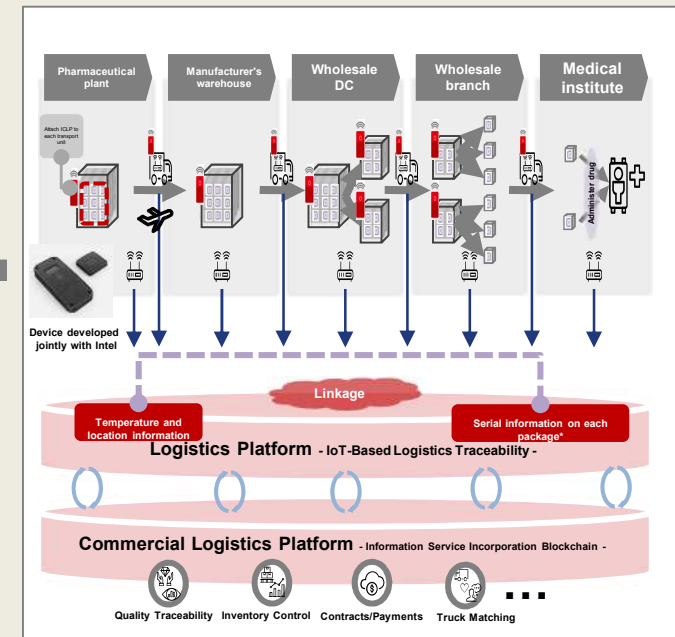 Pharmaceutical
plant
Manufacturer's
warehouse
Wholesale
DC
Wholesale
branch
Medical
institute
Attach ICLP to
each transport
unit
Administer drug
Device developed
jointly with Intel
Linkage
Temperature and
location information
Serial information on each
package*
Logistics Platform - IoT-Based Logistics Traceability -
Commercial Logistics Platform - Information Service Incorporation Blockchain -
$
Quality Traceability
Inventory Control
Contracts/Payments
Truck Matching
...